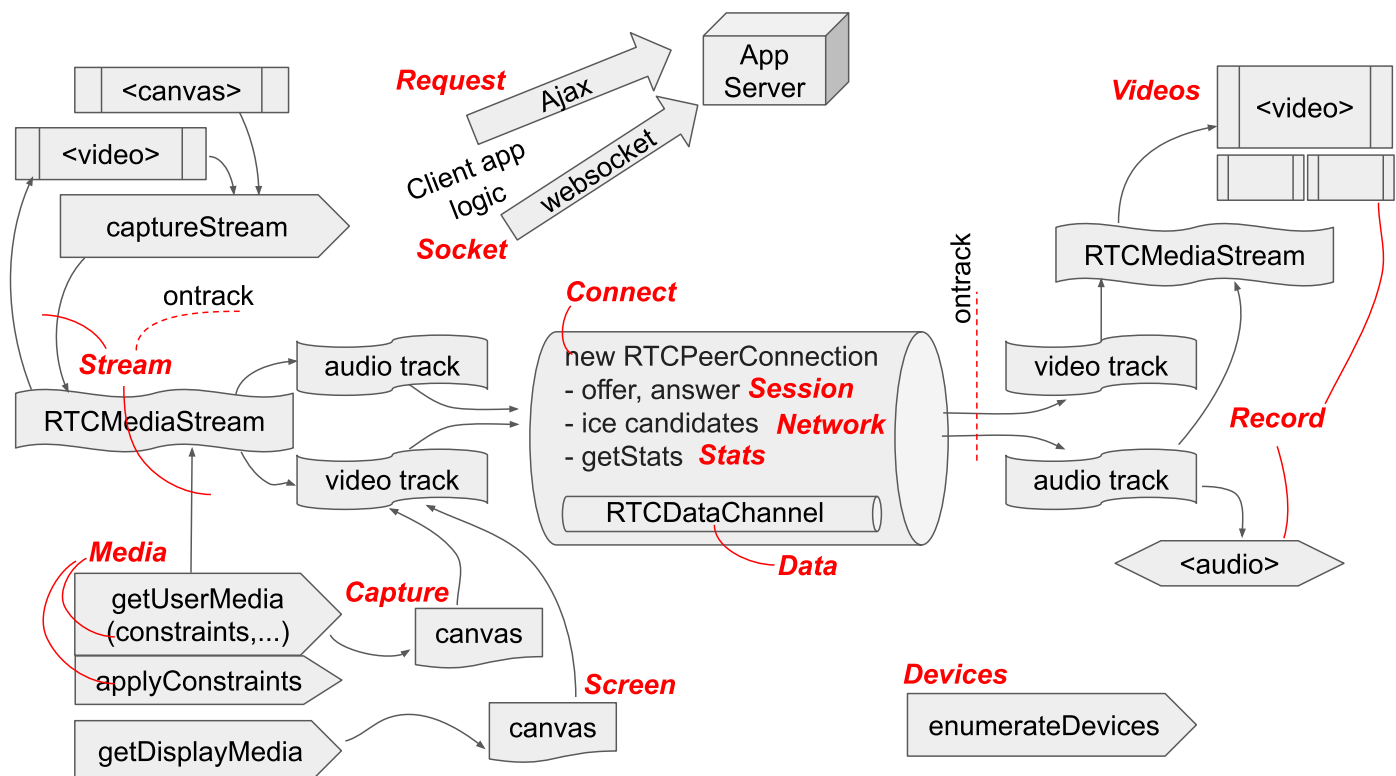 <canvas>
<video>
captureStream
ontrack
Stream
RTCMediaStream
audio track
video track
Media
getUserMedia
(constraints,...)
applyConstraints
getDisplayMedia
Capture
canvas
Screen
canvas
Request
Ajax
Client app
logic
websocket
Socket
App
Server
Connect
new RTCPeerConnection
- offer, answer Session
- ice candidates Network
- getStats Stats
RTCDataChannel
Data
ontrack
Videos
<video>
RTCMediaStream
video track
audio track
Record
<audio>
Devices
enumerateDevices